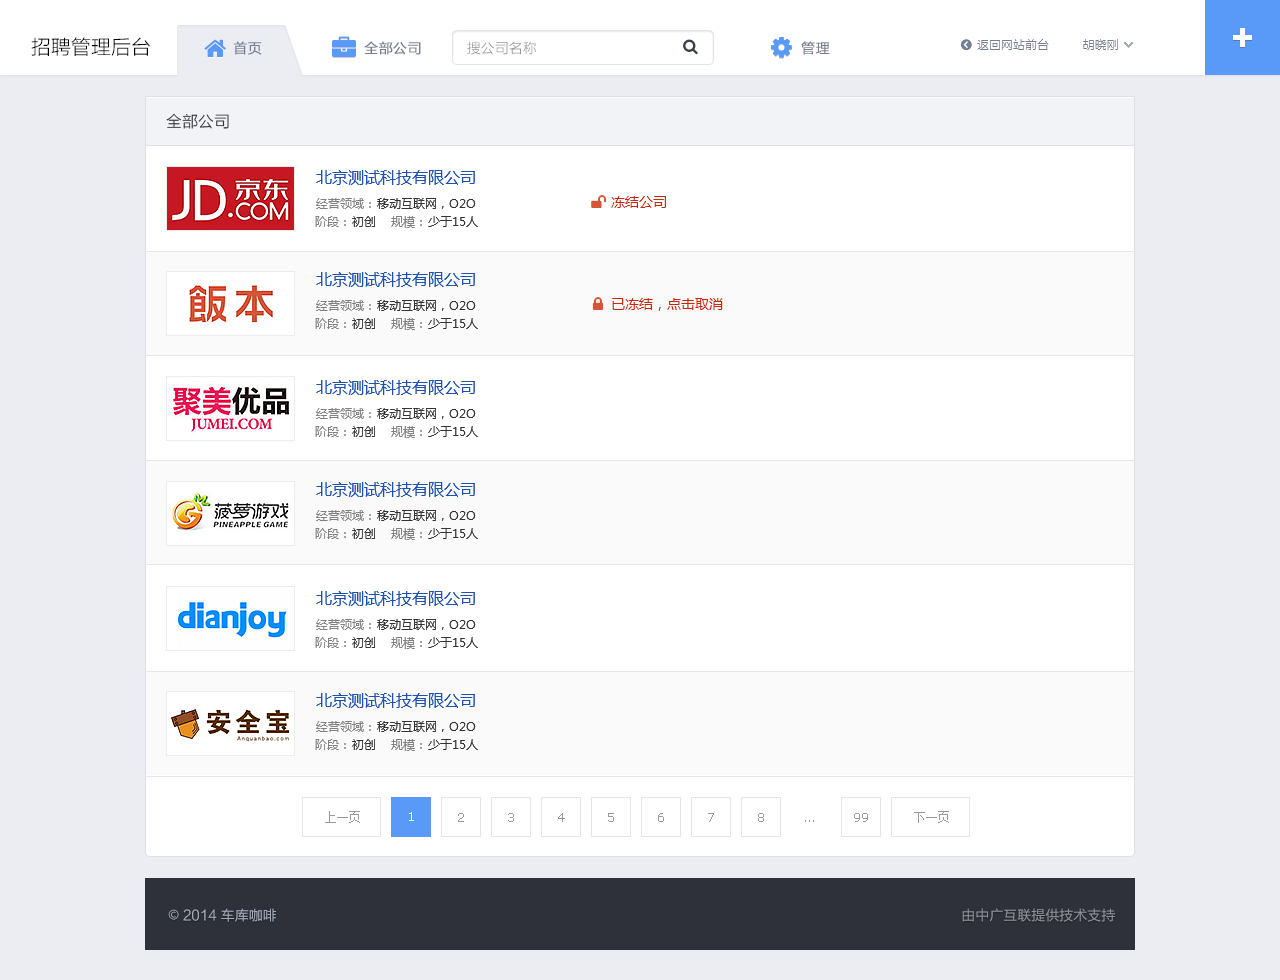 招聘管理后台
首页
全部公司
搜公司名称
管理
返回网站前台
胡晓刚
全部公司
JD.京东
.COM
北京测试科技有限公司
经营领域：移动互联网，O2O
阶段：初创 规模：少于15人
冻结公司
飯本
北京测试科技有限公司
经营领域：移动互联网，O2O
阶段：初创 规模：少于15人
已冻结，点击取消
聚美优品
JUMEI.COM
北京测试科技有限公司
经营领域：移动互联网，O2O
阶段：初创 规模：少于15人
菠萝游戏
PINEAPPLE GAME
北京测试科技有限公司
经营领域：移动互联网，O2O
阶段：初创 规模：少于15人
dianjoy
北京测试科技有限公司
经营领域：移动互联网，O2O
阶段：初创 规模：少于15人
安全宝
Anquanbao.com
北京测试科技有限公司
经营领域：移动互联网，O2O
阶段：初创 规模：少于15人
上一页 1 2 3 4 5 6 7 8 ... 99 下一页
© 2014 车库咖啡
由中广互联提供技术支持